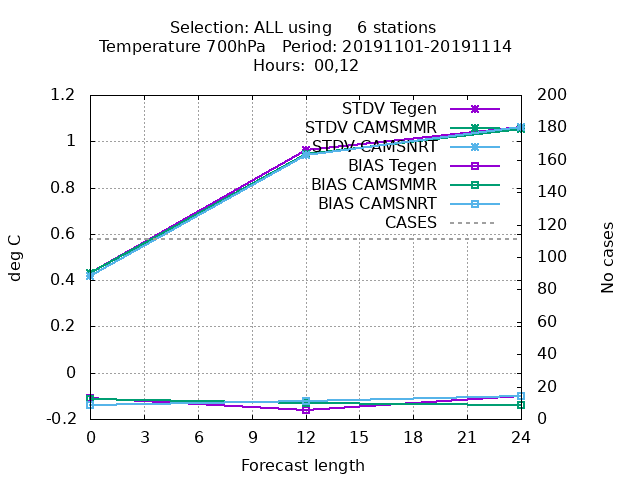 Selection: ALL using     6 stations
Temperature 700hPa   Period: 20191101-20191114
Hours:  00,12
1.2
1
0.8
0.6
0.4
0.2
0
-0.2
deg C
STDV Tegen
STDV CAMSMMR
STDV CAMSNRT
BIAS Tegen
BIAS CAMSMMR
BIAS CAMSNRT
CASES
200
180
160
140
120
100
80
60
40
20
0
No cases
0 3 6 9 12 15 18 21 24
Forecast length